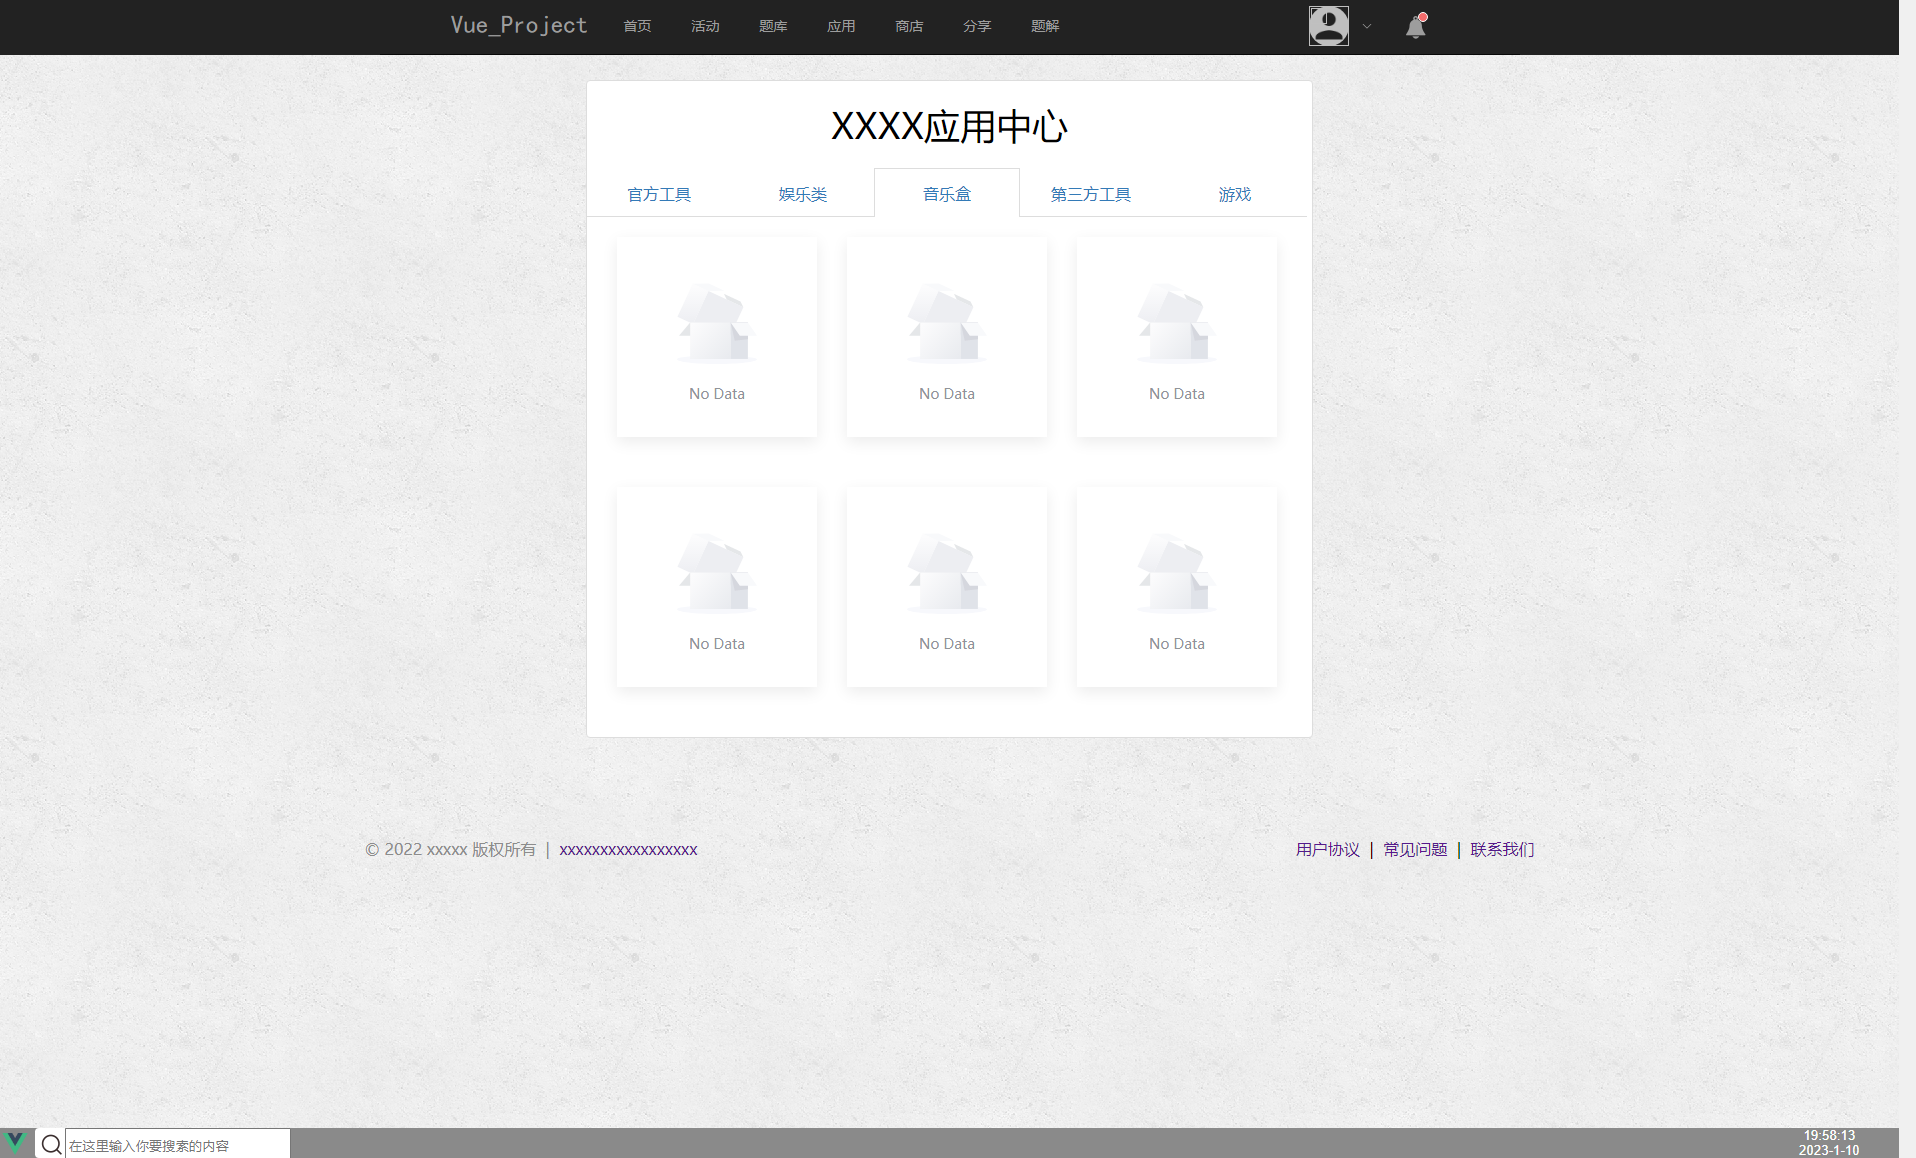 Vue_Project 首页 活动 题库 应用 商店 分享 题解
XXXX应用中心
官方工具 娱乐类 音乐盒 第三方工具 游戏
No Data No Data No Data
No Data No Data No Data
© 2022 xxxxx 版权所有 | xxxxxxxxxxxxxxxxx 用户协议 | 常见问题 | 联系我们
在这里输入你要搜索的内容
19:58:13
2023-1-10